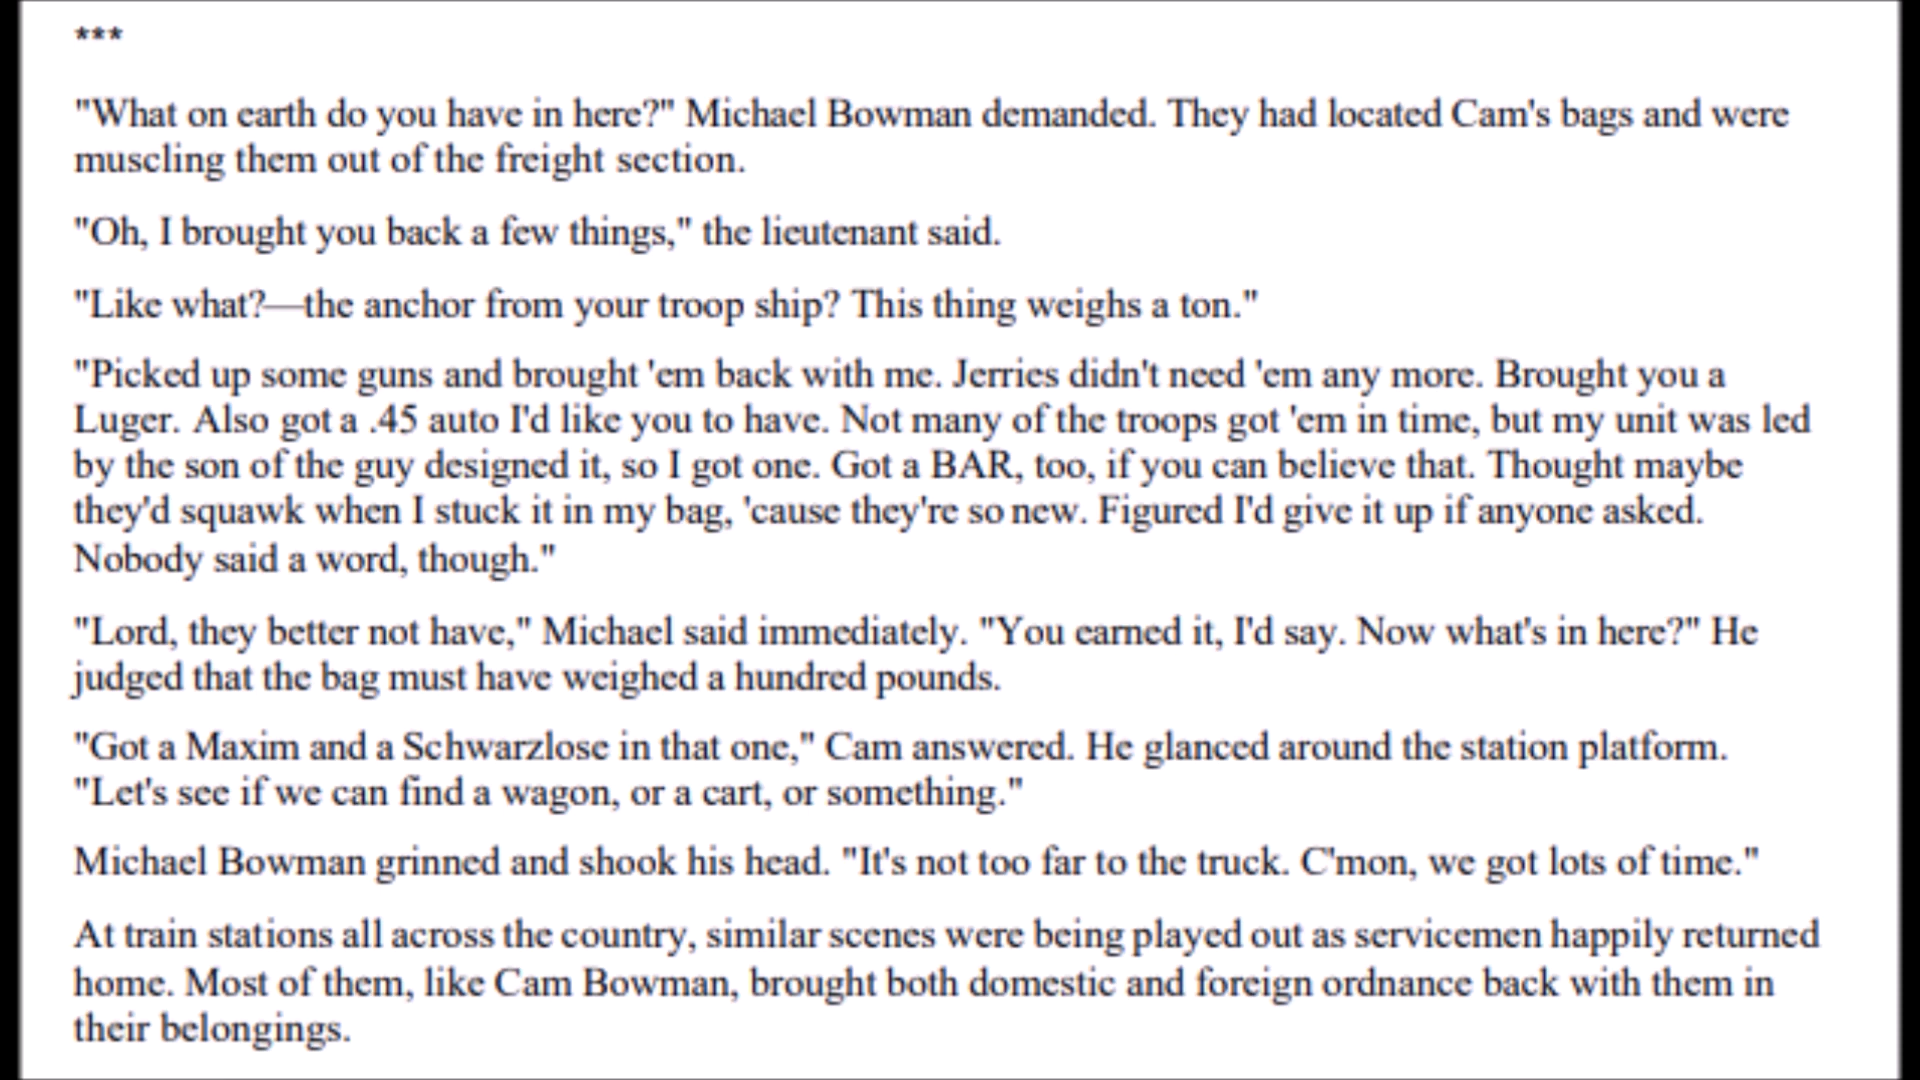 ***
"What on earth do you have in here?" Michael Bowman demanded. They had located Cam's bags and were
muscling them out of the freight section.
"Oh, I brought you back a few things," the lieutenant said.
"Like what?—the anchor from your troop ship? This thing weighs a ton."
"Picked up some guns and brought 'em back with me. Jerries didn't need 'em any more. Brought you a
Luger. Also got a .45 auto I'd like you to have. Not many of the troops got 'em in time, but my unit was led
by the son of the guy designed it, so I got one. Got a BAR, too, if you can believe that. Thought maybe
they'd squawk when I stuck it in my bag, 'cause they're so new. Figured I'd give it up if anyone asked.
Nobody said a word, though."
"Lord, they better not have," Michael said immediately. "You earned it, I'd say. Now what's in here?" He
judged that the bag must have weighed a hundred pounds.
"Got a Maxim and a Schwarzlose in that one," Cam answered. He glanced around the station platform.
"Let's see if we can find a wagon, or a cart, or something."
Michael Bowman grinned and shook his head. "It's not too far to the truck. C'mon, we got lots of time."
At train stations all across the country, similar scenes were being played out as servicemen happily returned
home. Most of them, like Cam Bowman, brought both domestic and foreign ordnance back with them in
their belongings.